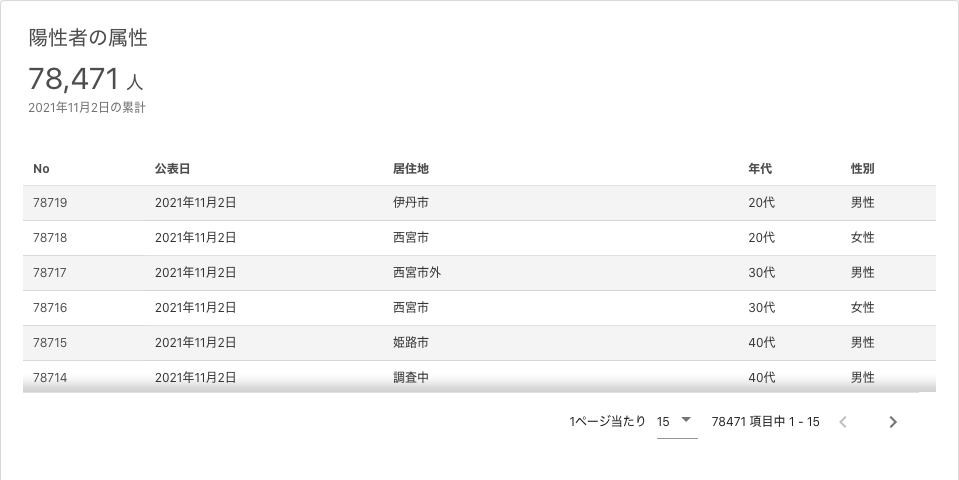 陽性者の属性
78,471 人
2021年11月2日の累計
No 公表日 居住地 年代 性別
78719 2021年11月2日 伊丹市 20代 男性
78718 2021年11月2日 西宮市 20代 女性
78717 2021年11月2日 西宮市外 30代 男性
78716 2021年11月2日 西宮市 30代 女性
78715 2021年11月2日 姫路市 40代 男性
78714 2021年11月2日 調査中 40代 男性
1ページ当たり 15 78471 項目中 1 - 15